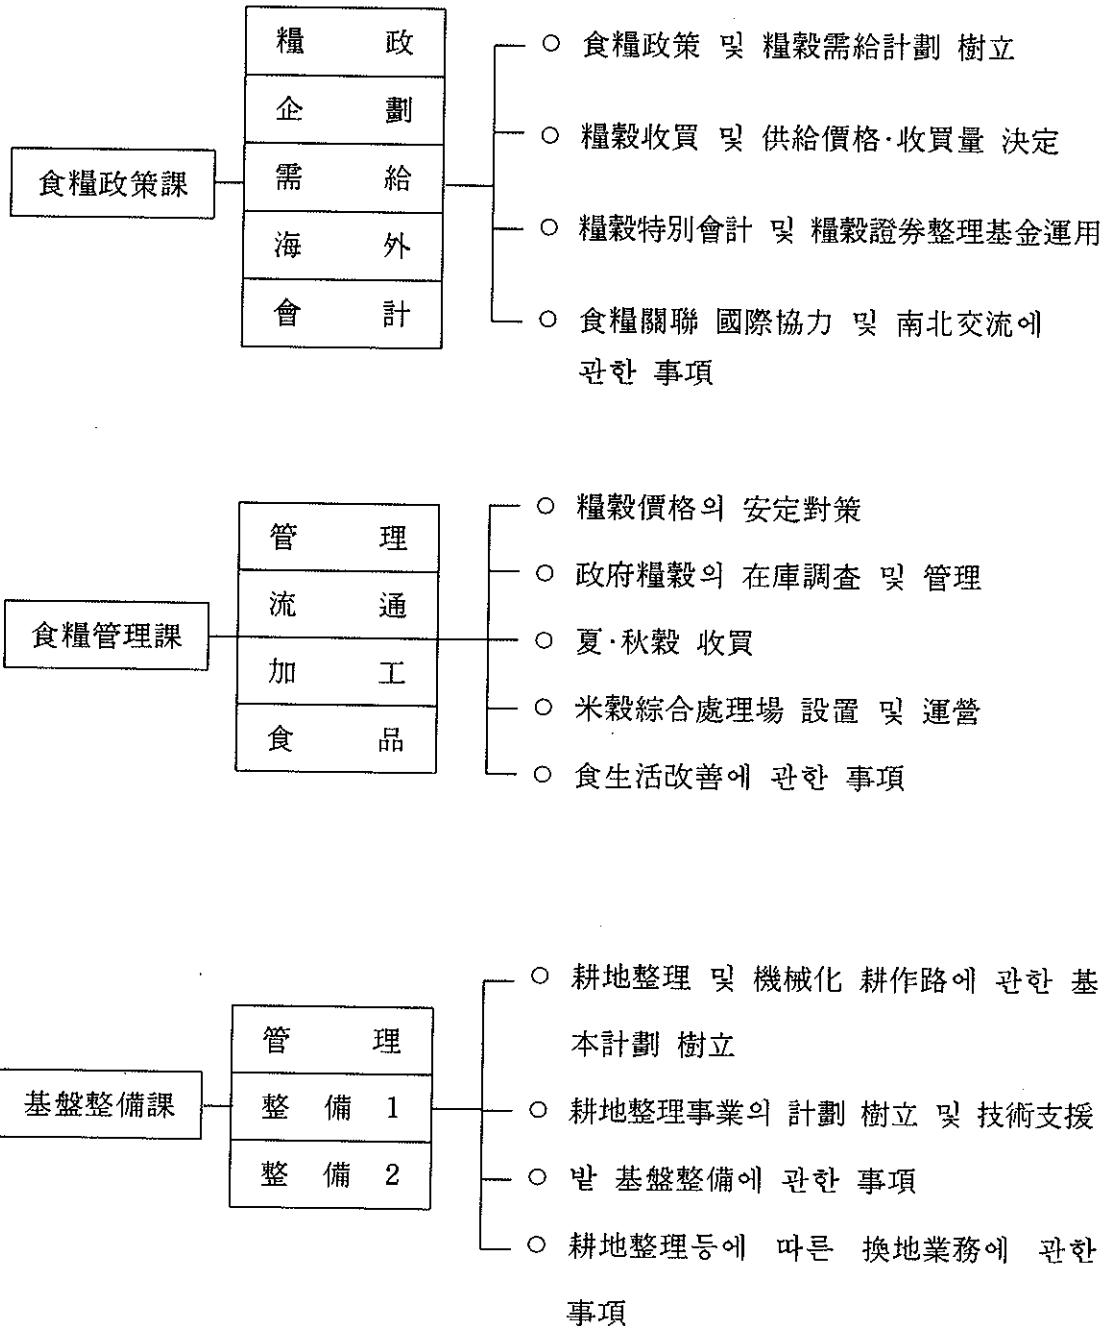 食糧政策課
糧 政
企 劃
需 給
海 外
會 計
○ 食糧政策 및 糧穀需給計劃 樹立
○ 糧穀收買 및 供給價格·收買量 決定
○ 糧穀特別會計 및 糧穀證券整理基金運用
○ 食糧關聯 國際協力 및 南北交流에
관한 事項
食糧管理課
管 理
流 通
加 工
食 品
○ 糧穀價格의 安定對策
○ 政府糧穀의 在庫調査 및 管理
○ 夏·秋穀 收買
○ 米穀綜合處理場 設置 및 運營
○ 食生活改善에 관한 事項
基盤整備課
管 理
整 備 1
整 備 2
○ 耕地整理 및 機械化 耕作路에 관한 基
本計劃 樹立
○ 耕地整理事業의 計劃 樹立 및 技術支援
○ 밭 基盤整備에 관한 事項
○ 耕地整理등에 따른 換地業務에 관한
事項